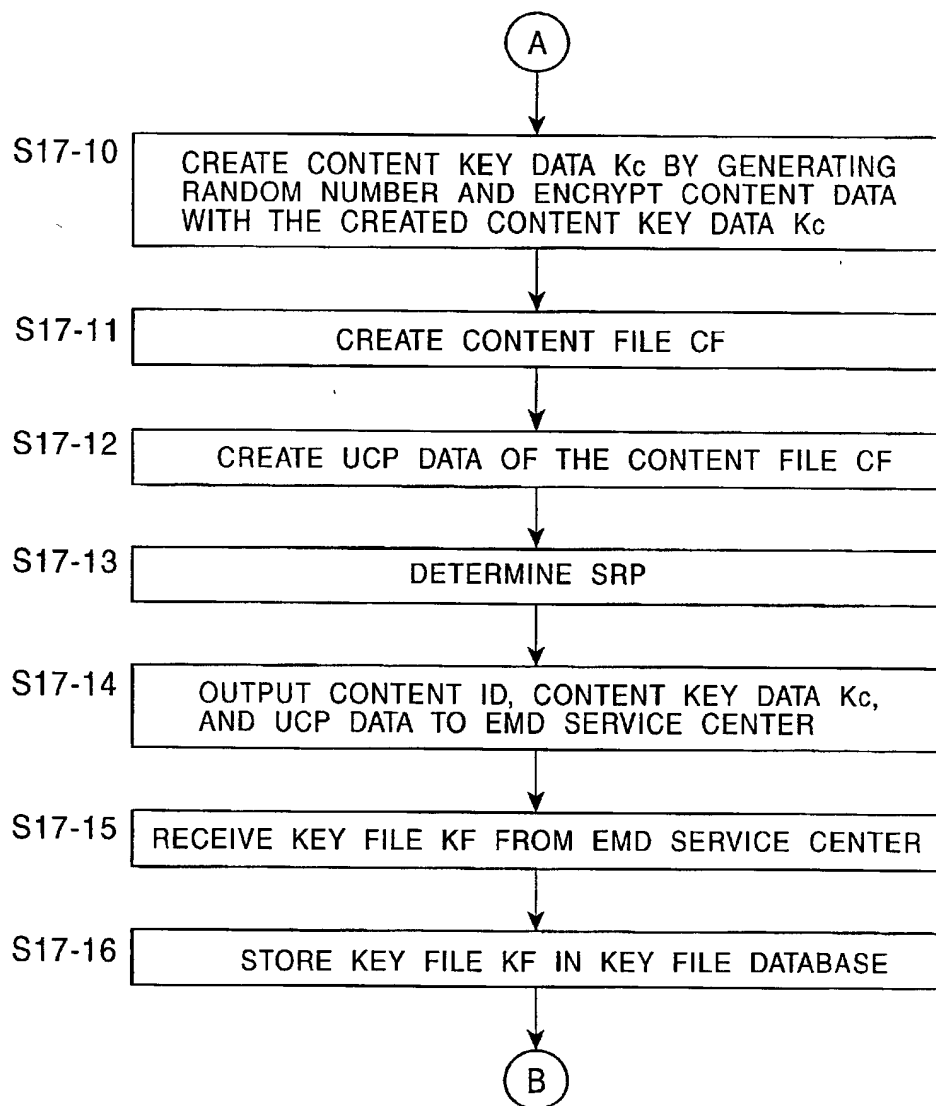 A
S17-10
CREATE CONTENT KEY DATA Kc BY GENERATING
RANDOM NUMBER AND ENCRYPT CONTENT DATA
WITH THE CREATED CONTENT KEY DATA Kc
S17-11
CREATE CONTENT FILE CF
S17-12
CREATE UCP DATA OF THE CONTENT FILE CF
S17-13
DETERMINE SRP
S17-14
OUTPUT CONTENT ID, CONTENT KEY DATA Kc,
AND UCP DATA TO EMD SERVICE CENTER
S17-15
RECEIVE KEY FILE KF FROM EMD SERVICE CENTER
S17-16
STORE KEY FILE KF IN KEY FILE DATABASE
B